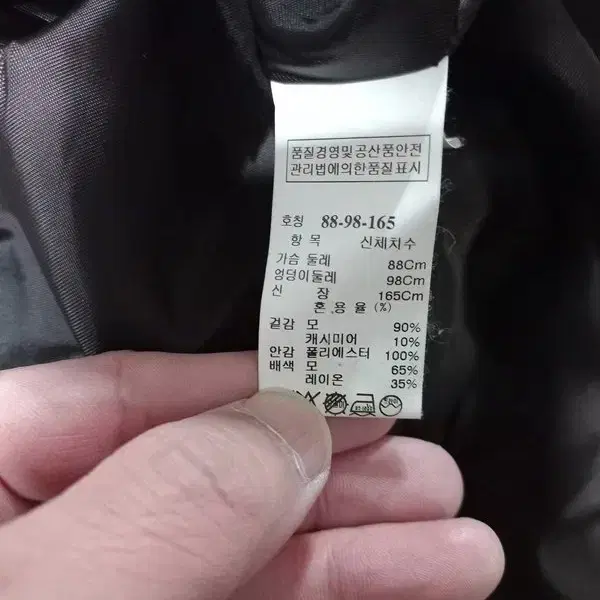 품질경영및공산품안전
관리법에의한품질표시
호칭 88-98-165
항 목 신체치수
가슴 둘레 88Cm
엉덩이둘레 98Cm
신 장 165Cm
혼 용 율 (%)
겉감 모 90%
캐시미어 10%
안감 폴리에스터 100%
배색 모 65%
레이온 35%